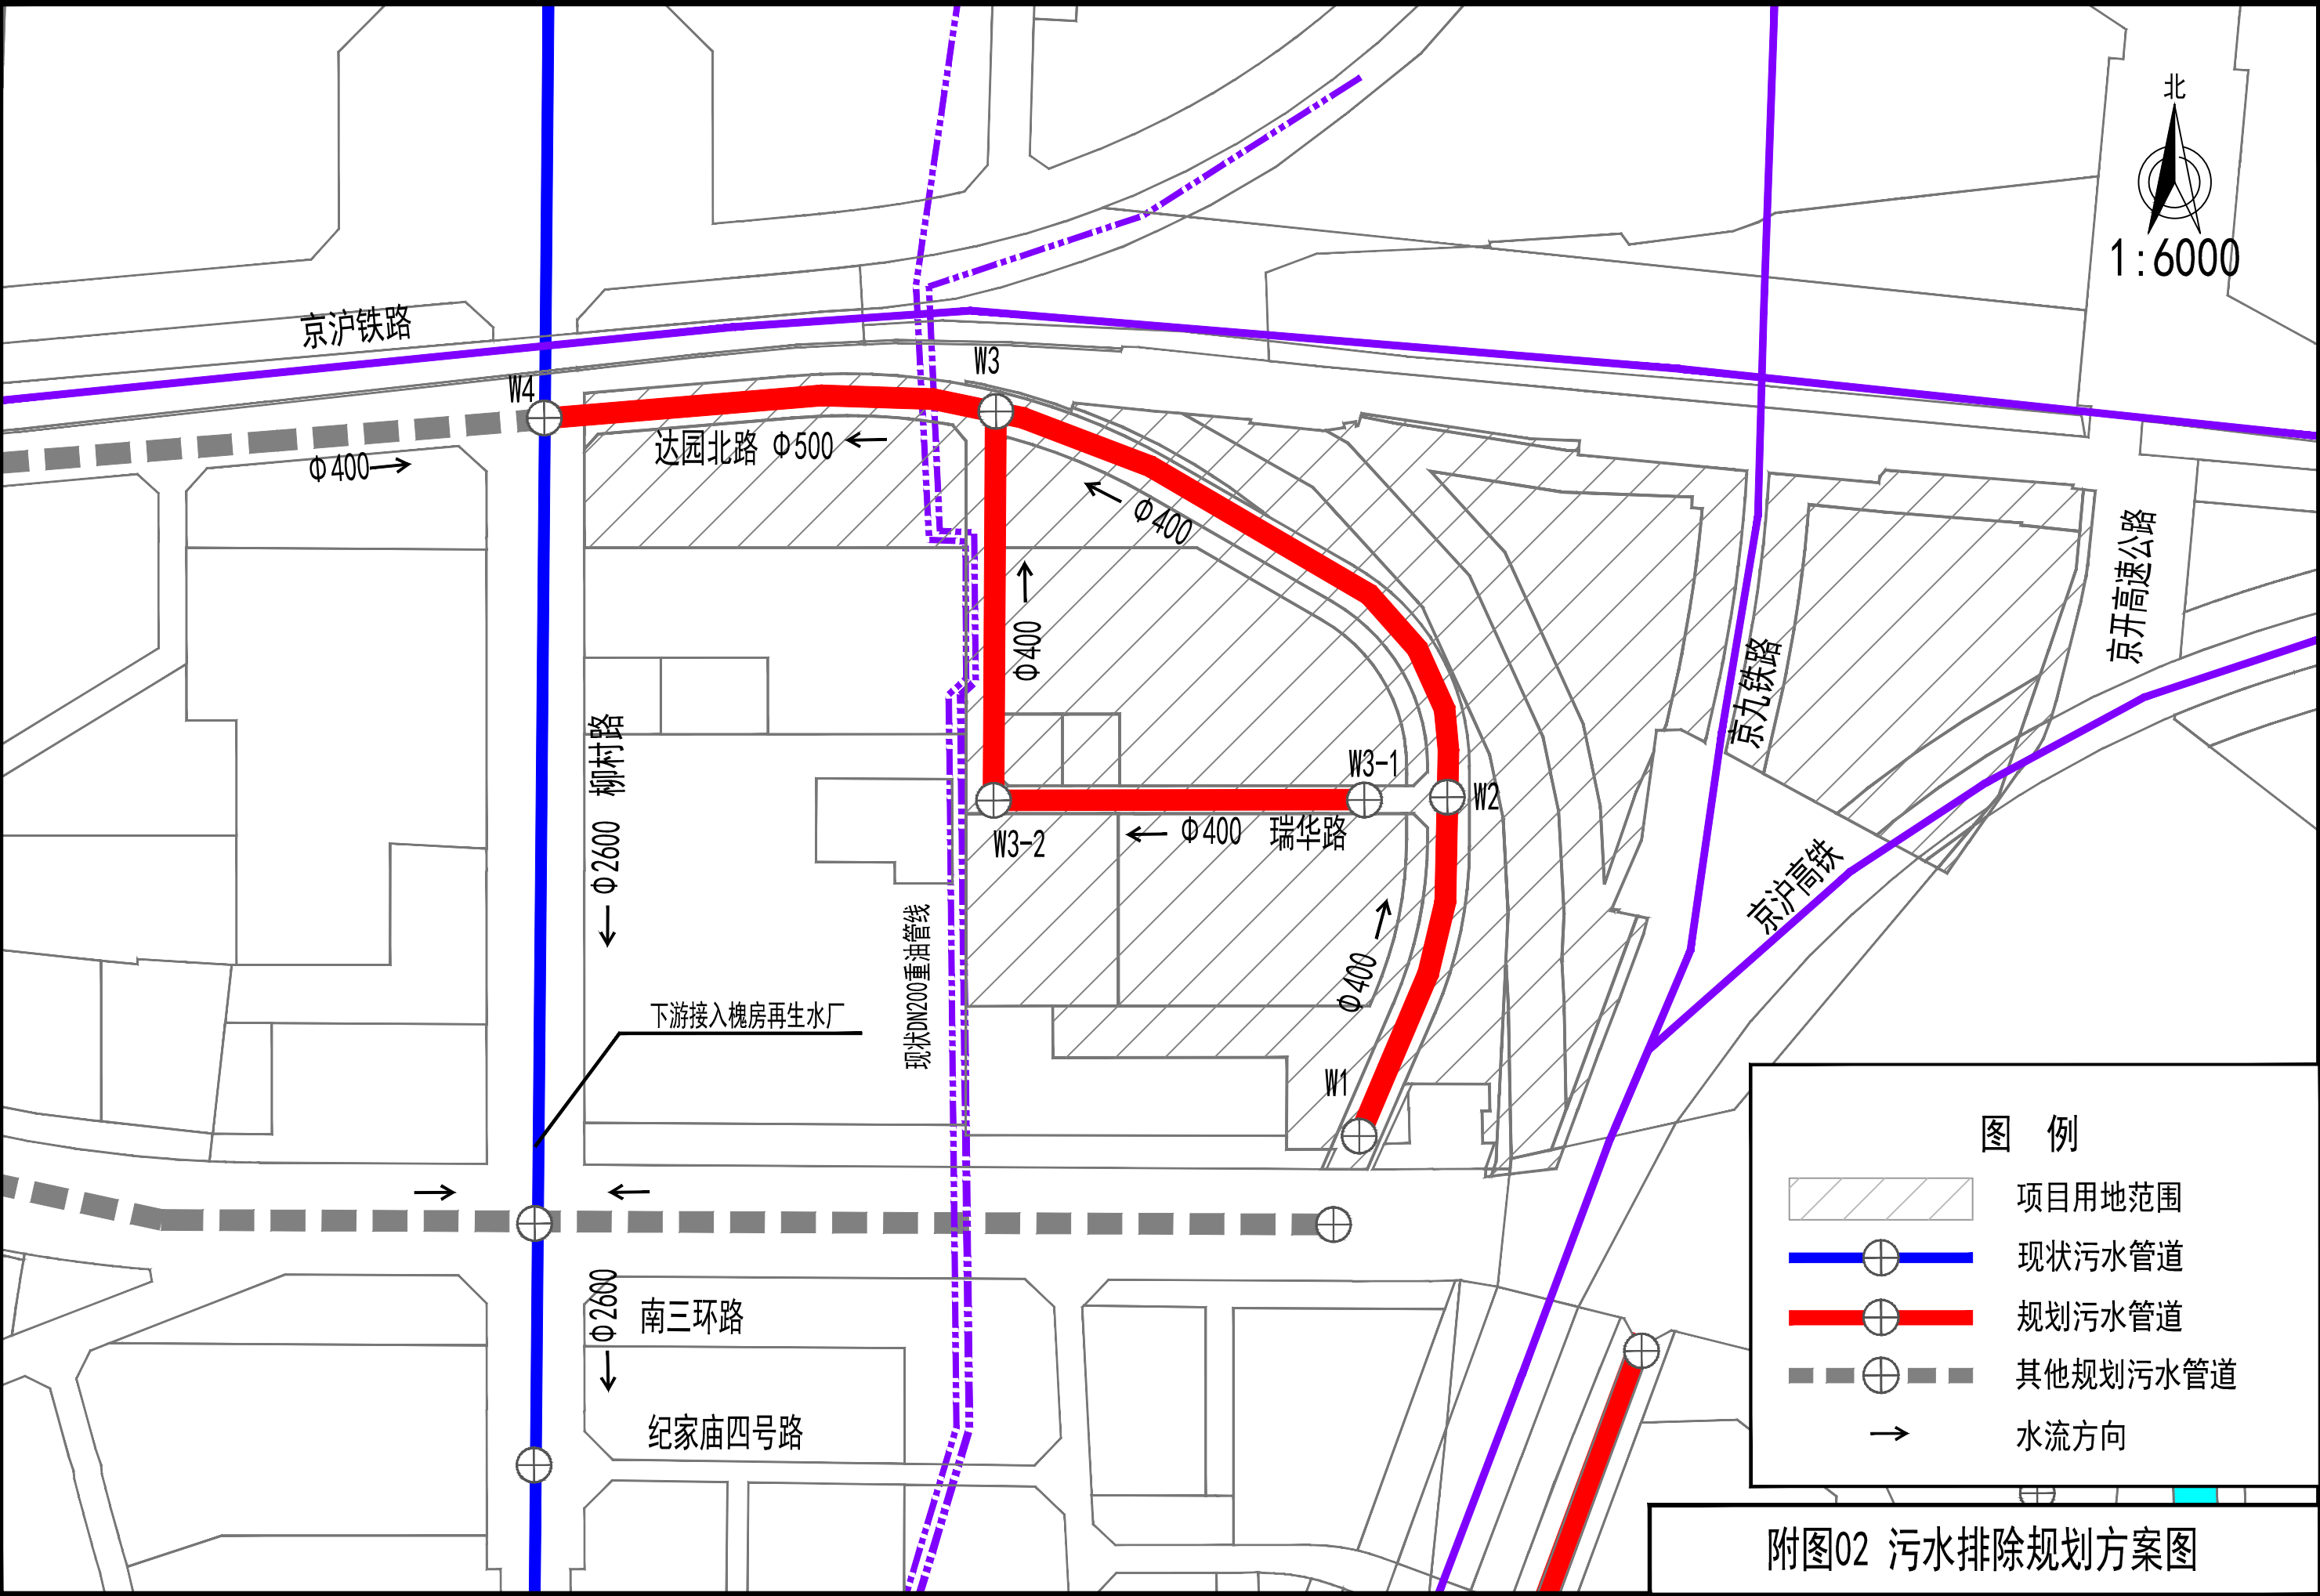 北
1:6000
京沪铁路
W3
W4
达园北路 Φ500
Φ400
Φ400
京开高速公路
Φ400
京九铁路
柳村路 Φ2600
W3-1
W2
W3-2
Φ400 瑞华路
京沪高铁
现状DN200重油管线
Φ400
下游接入槐房再生水厂
W1
Φ2600
南三环路
纪家庙四号路
图 例
项目用地范围
现状污水管道
规划污水管道
其他规划污水管道
水流方向
附图02 污水排除规划方案图